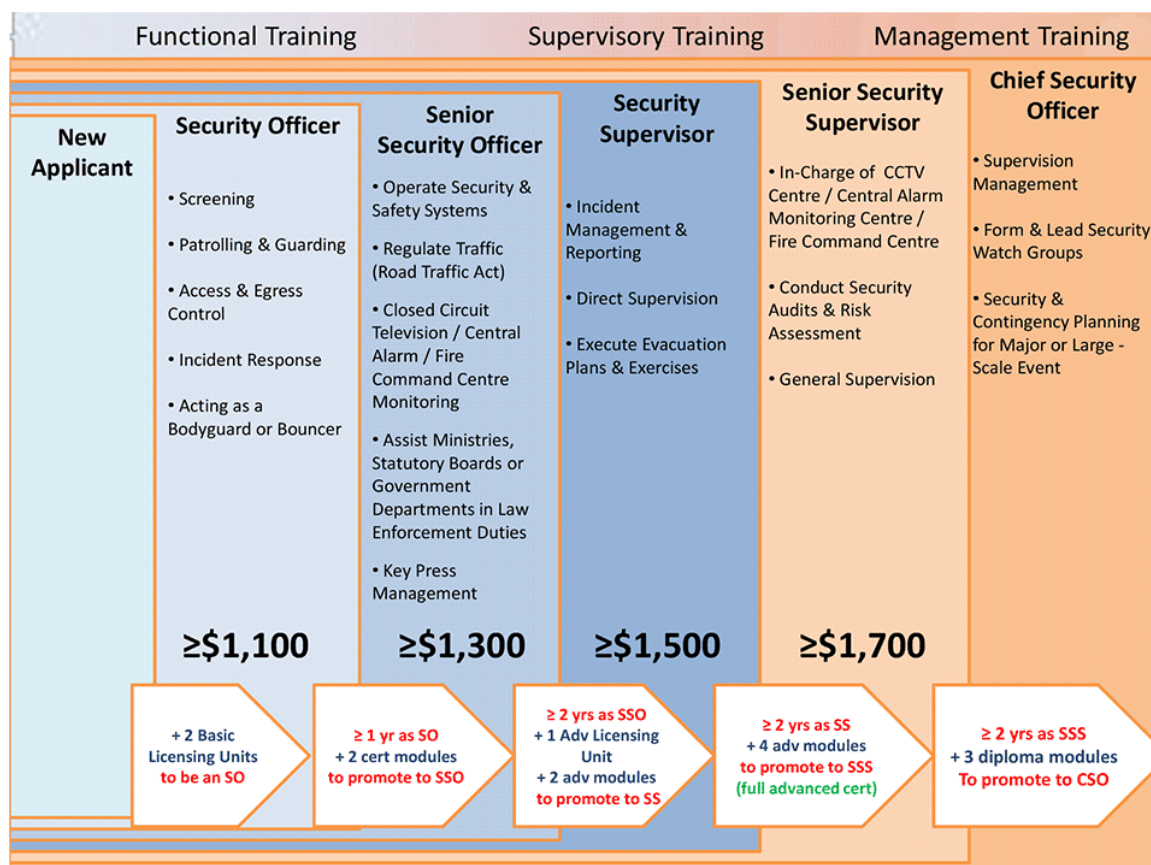 Functional Training
Supervisory Training
Management Training
New
Applicant
Security Officer
• Screening
• Patrolling & Guarding
• Access & Egress
Control
• Incident Response
• Acting as a
Bodyguard or Bouncer
≥$1,100
Senior
Security Officer
• Operate Security &
Safety Systems
• Regulate Traffic
(Road Traffic Act)
• Closed Circuit
Television / Central
Alarm / Fire
Command Centre
Monitoring
• Assist Ministries,
Statutory Boards or
Government
Departments in Law
Enforcement Duties
• Key Press
Management
≥$1,300
Security
Supervisor
• Incident
Management &
Reporting
• Direct Supervision
• Execute Evacuation
Plans & Exercises
≥$1,500
Senior Security
Supervisor
• In-Charge of CCTV
Centre / Central Alarm
Monitoring Centre /
Fire Command Centre
• Conduct Security
Audits & Risk
Assessment
• General Supervision
≥$1,700
Chief Security
Officer
• Supervision
Management
• Form & Lead Security
Watch Groups
• Security &
Contingency Planning
for Major or Large -
Scale Event
+ 2 Basic
Licensing Units
to be an SO
≥ 1 yr as SO
+ 2 cert modules
to promote to SSO
≥ 2 yrs as SSO
+ 1 Adv Licensing
Unit
+ 2 adv modules
to promote to SS
≥ 2 yrs as SS
+ 4 adv modules
to promote to SSS
(full advanced cert)
≥ 2 yrs as SSS
+ 3 diploma modules
To promote to CSO